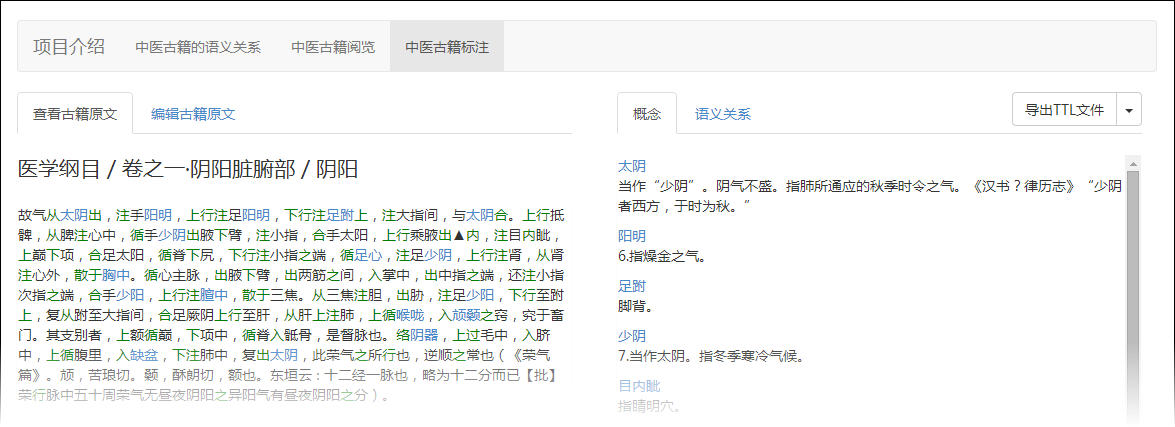 项目介绍 中医古籍的语义关系 中医古籍阅览 中医古籍标注
查看古籍原文 编辑古籍原文
医学纲目 / 卷之一·阴阳脏腑部 / 阴阳
故气从太阴出，注手阳明，上行注足阳明，下行注足跗上，注大指间，与太阴合。上行抵
髀，从脾注心中，循手少阴出腋下臂，注小指，合手太阳，上行乘腋出▲内，注目内眦，
上巅下项，合足太阳，循脊下尻，下行注小指之端，循足心，注足少阴，上行注肾，从肾
注心外，散于胸中。循心主脉，出腋下臂，出两筋之间，入掌中，出中指之端，还注小指
次指之端，合手少阳，上行注膻中，散于三焦。从三焦注胆，出胁，注足少阳，下行至跗
上，复从跗至大指间，合足厥阴上行至肝，从肝上注肺，上循喉咙，入颃颡之窍，究于畜
门。其支别者，上额循巅，下项中，循脊入骶骨，是督脉也。络阴器，上过毛中，入脐
中，上循腹里，入缺盆，下注肺中，复出太阴，此荣气之所行也，逆顺之常也（《荣气
篇》。颃，苦琅切。颡，酥朗切，额也。东垣云：十二经一脉也，略为十二分而已【批】
荣行脉中五十周荣气无昼夜阴阳之异阳气有昼夜阴阳之分）。
概念 语义关系 导出TTL文件
太阴
当作“少阴”。阴气不盛。指肺所通应的秋季时令之气。《汉书？律历志》“少阴
者西方，于时为秋。”
阳明
6.指燥金之气。
足跗
脚背。
少阴
7.当作太阴。指冬季寒冷气候。
目内眦
指睛明穴。